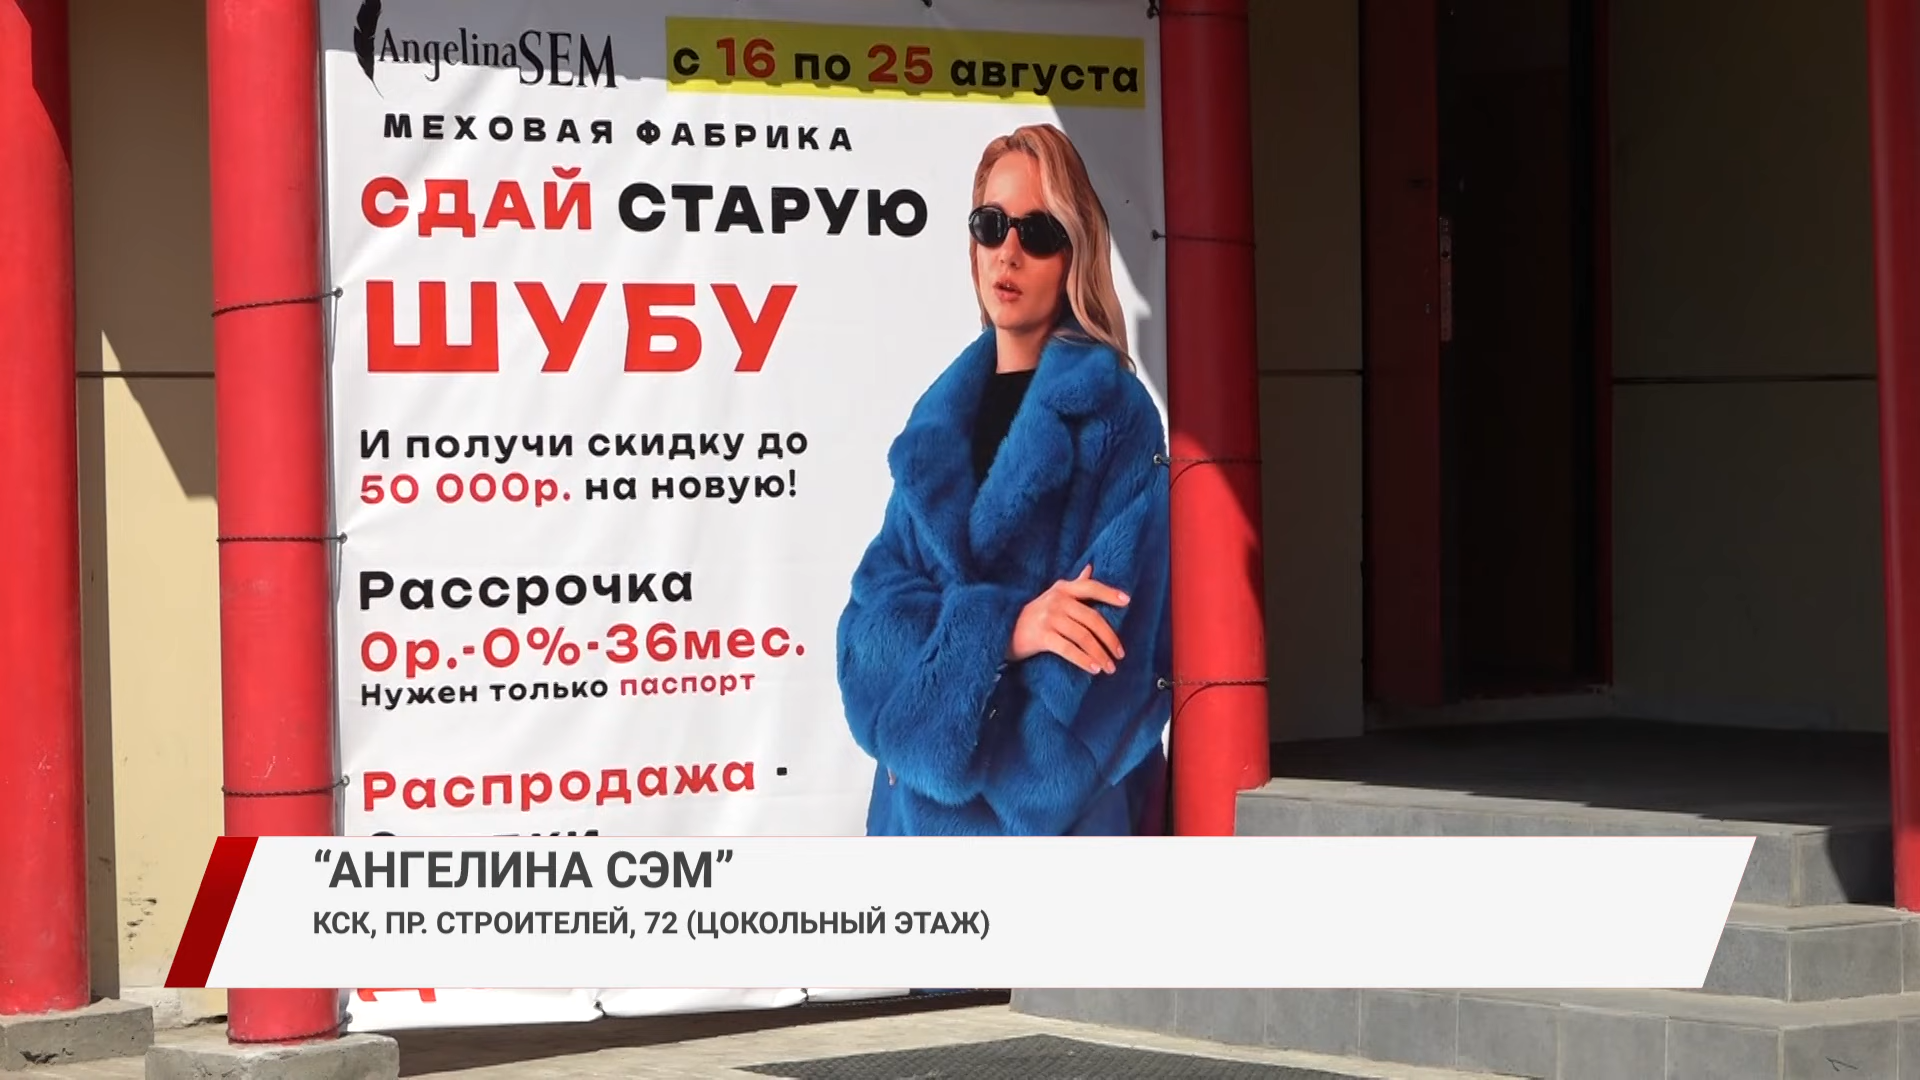 AngelinaSEM
с 16 по 25 августа
МЕХОВАЯ ФАБРИКА
СДАЙ СТАРУЮ
ШУБУ
И получи скидку до
50 000р. на новую!
Рассрочка
0р.-0%-36мес.
Нужен только паспорт
Распродажа -
“АНГЕЛИНА СЭМ”
КСК, ПР. СТРОИТЕЛЕЙ, 72 (ЦОКОЛЬНЫЙ ЭТАЖ)